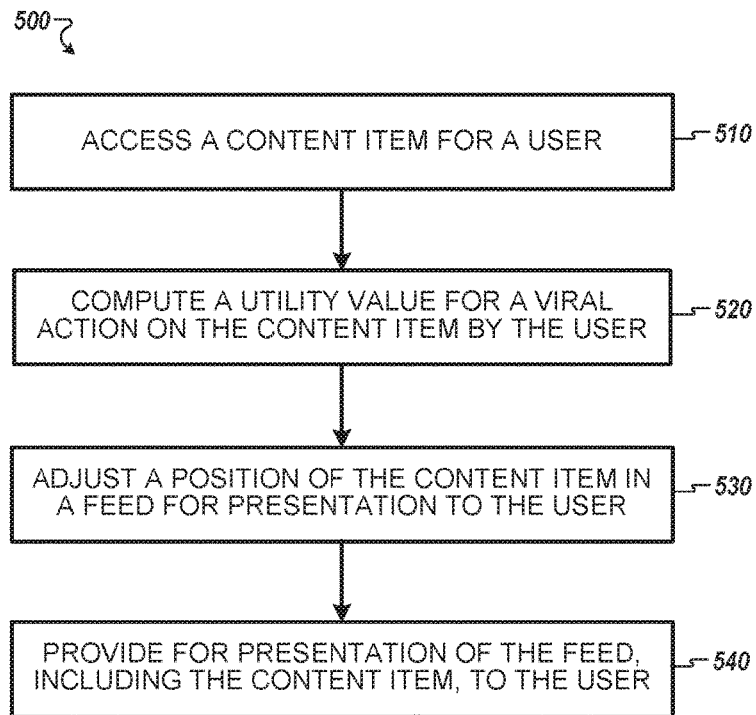 500
ACCESS A CONTENT ITEM FOR A USER
510
COMPUTE A UTILITY VALUE FOR A VIRAL
ACTION ON THE CONTENT ITEM BY THE USER
520
ADJUST A POSITION OF THE CONTENT ITEM IN
A FEED FOR PRESENTATION TO THE USER
530
PROVIDE FOR PRESENTATION OF THE FEED,
INCLUDING THE CONTENT ITEM, TO THE USER
540